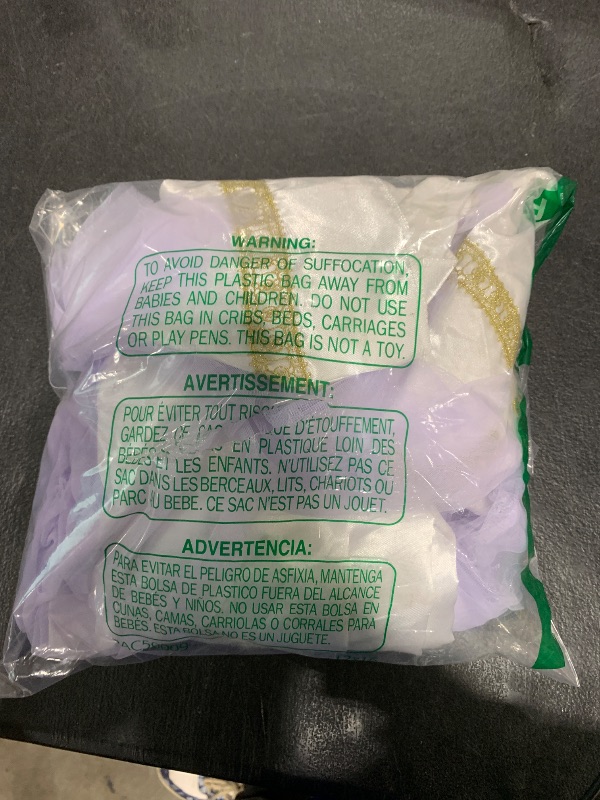 WARNING:
TO AVOID DANGER OF SUFFOCATION,
KEEP THIS PLASTIC BAG AWAY FROM
BABIES AND CHILDREN. DO NOT USE
THIS BAG IN CRIBS, BEDS, CARRIAGES
OR PLAY PENS. THIS BAG IS NOT A TOY.
AVERTISSEMENT:
POUR ÉVITER TOUT D'ÉTOUFFEMENT,
GARDEZ EN PLASTIQUE LOIN DES
BEBES ET LES ENFANTS. N'UTILISEZ PAS CE
SAC DANS LES BERCEAUX, LITS, CHARIOTS OU
PARC AU BEBE. CE SAC N'EST PAS UN JOUET.
ADVERTENCIA:
PARA EVITAR EL PELIGRO DE ASFIXIA, MANTENGA
ESTA BOLSA DE PLASTICO FUERA DEL ALCANCE
DE BEBÉS Y NIÑOS. NO USAR ESTA BOLSA EN
CUNAS, CAMAS, CARRIOLAS O CORRALES PARA
BEBÉS. ESTA BOLSA NO ES UN JUGUETE.